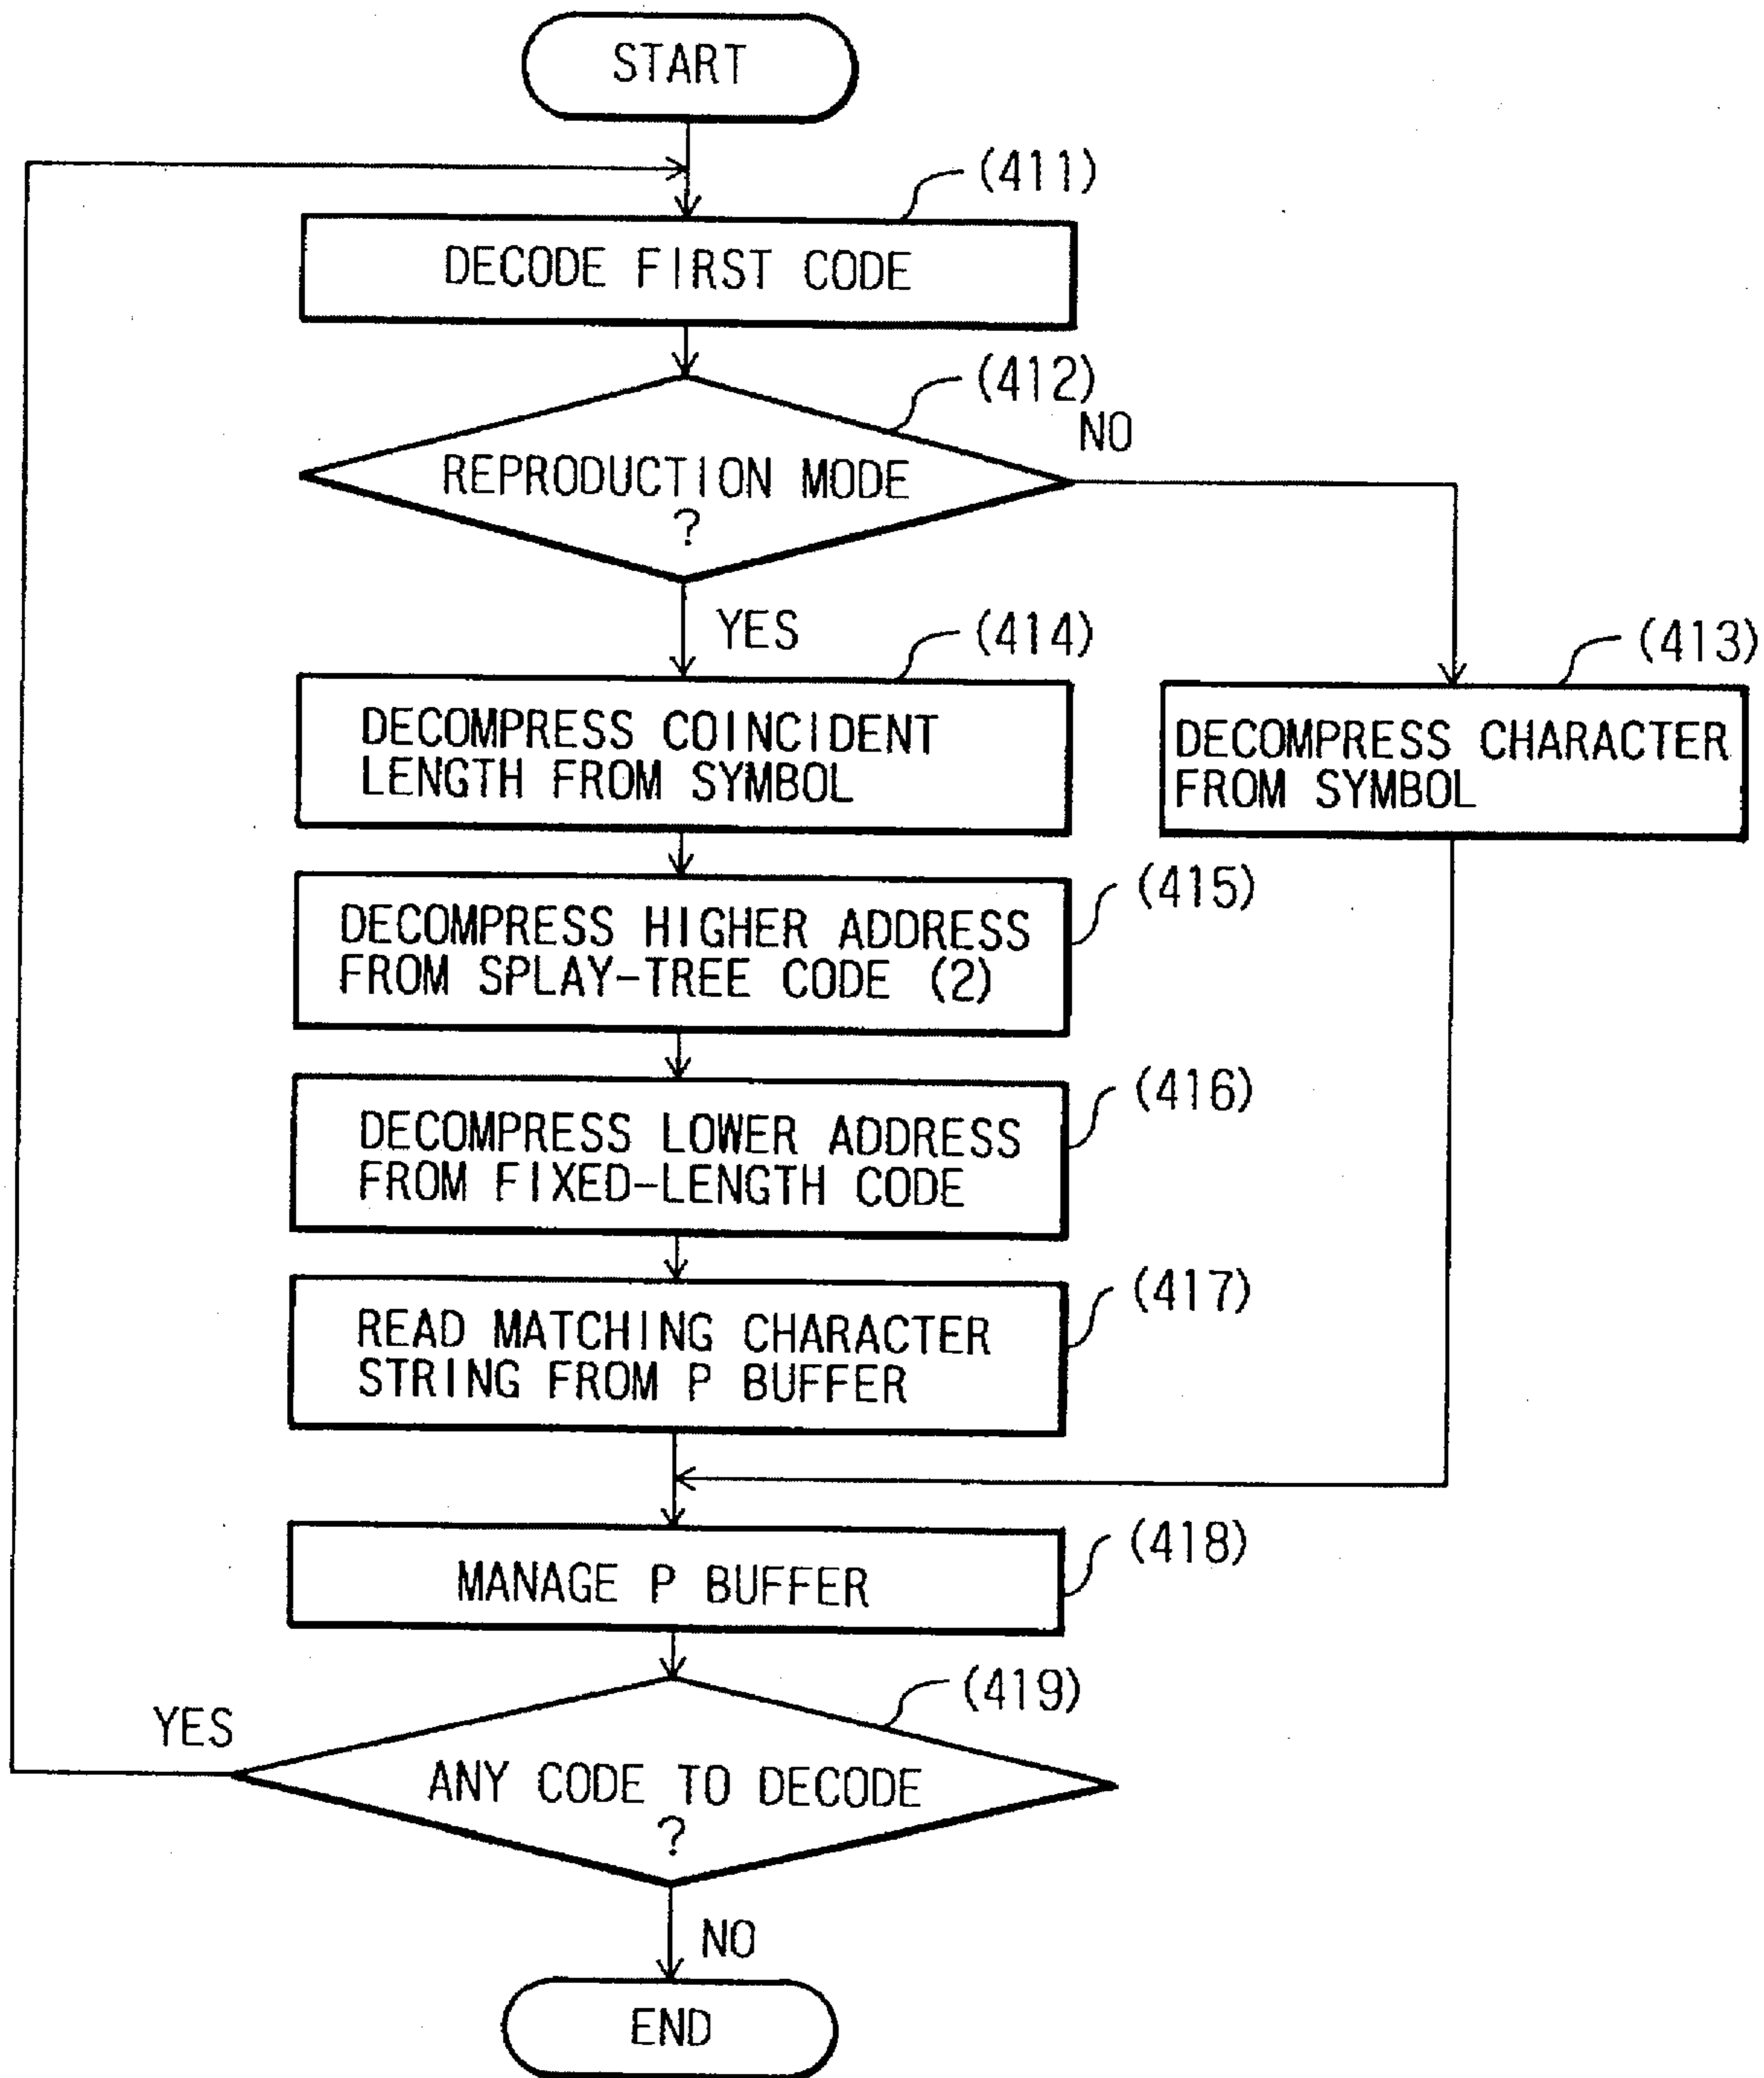 START
(411)
DECODE FIRST CODE
(412)
NO
REPRODUCTION MODE
?
YES
(414)
(413)
DECOMPRESS COINCIDENT
LENGTH FROM SYMBOL
DECOMPRESS CHARACTER
FROM SYMBOL
(415)
DECOMPRESS HIGHER ADDRESS
FROM SPLAY-TREE CODE (2)
(416)
DECOMPRESS LOWER ADDRESS
FROM FIXED-LENGTH CODE
(417)
READ MATCHING CHARACTER
STRING FROM P BUFFER
(418)
MANAGE P BUFFER
(419)
YES
ANY CODE TO DECODE
?
NO
END